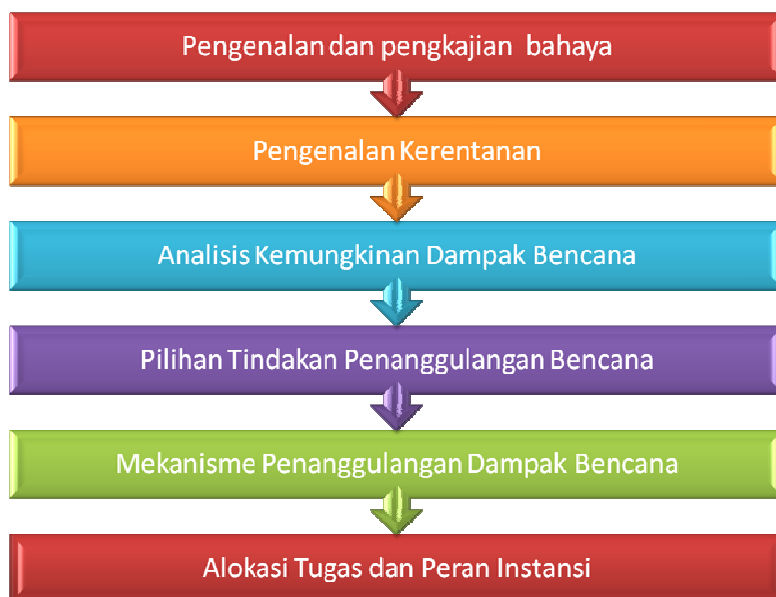 Pengenalan dan pengkajian bahaya
Pengenalan Kerentanan
Analisis Kemungkinan Dampak Bencana
Pilihan Tindakan Penanggulangan Bencana
Mekanisme Penanggulangan Dampak Bencana
Alokasi Tugas dan Peran Instansi